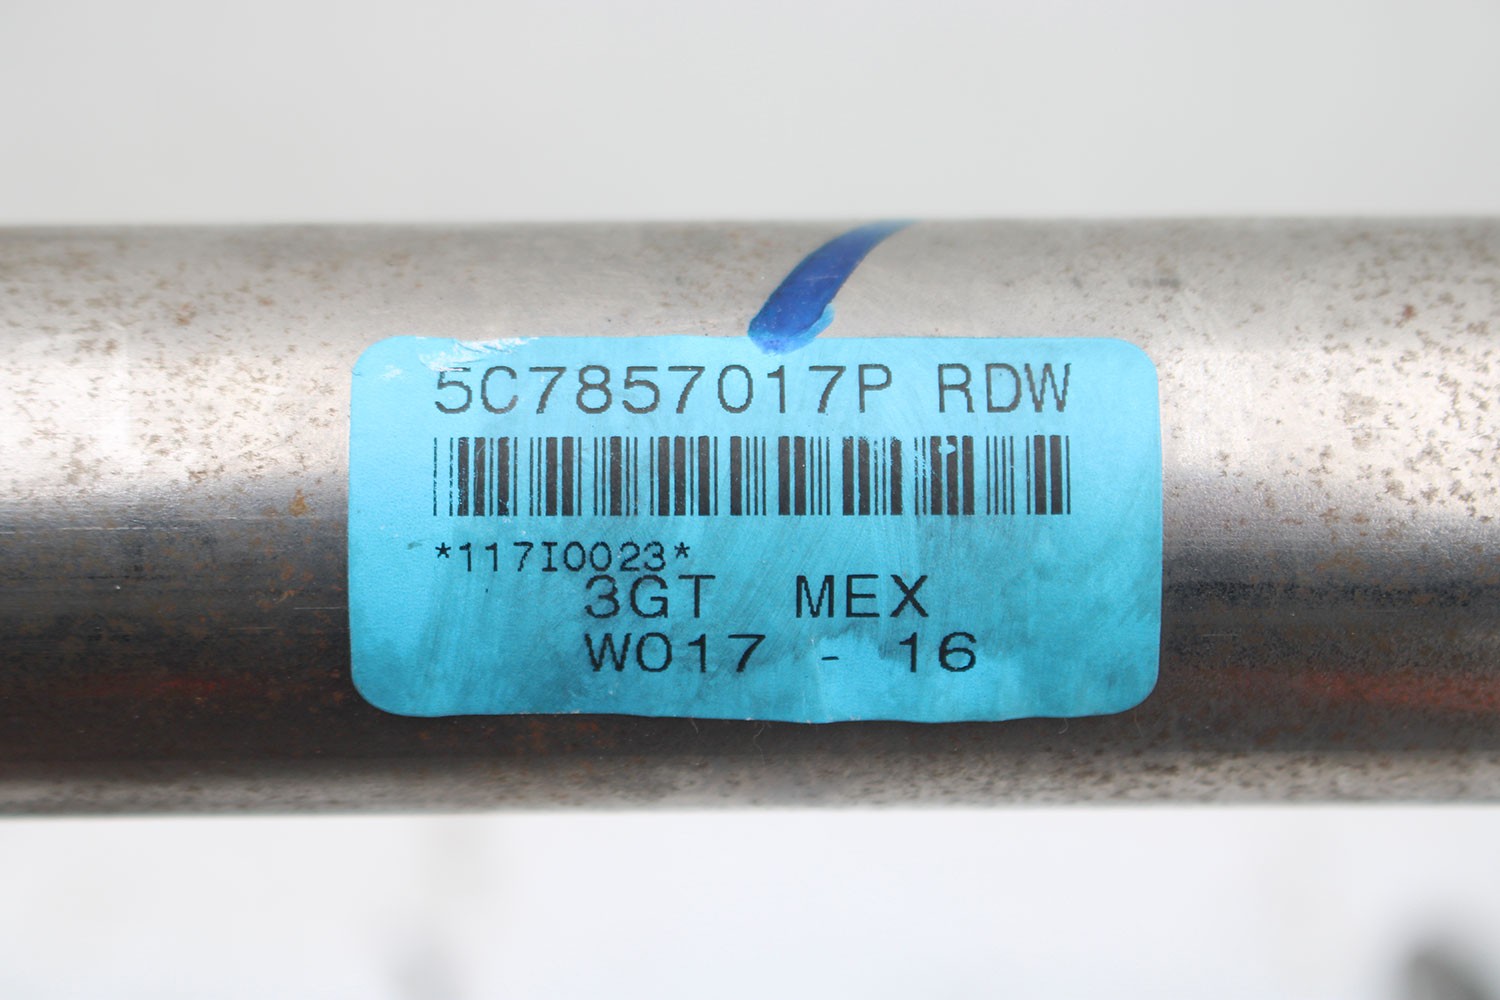 5C7857017P RDW
*117I0023*
3GT MEX
W017 - 16